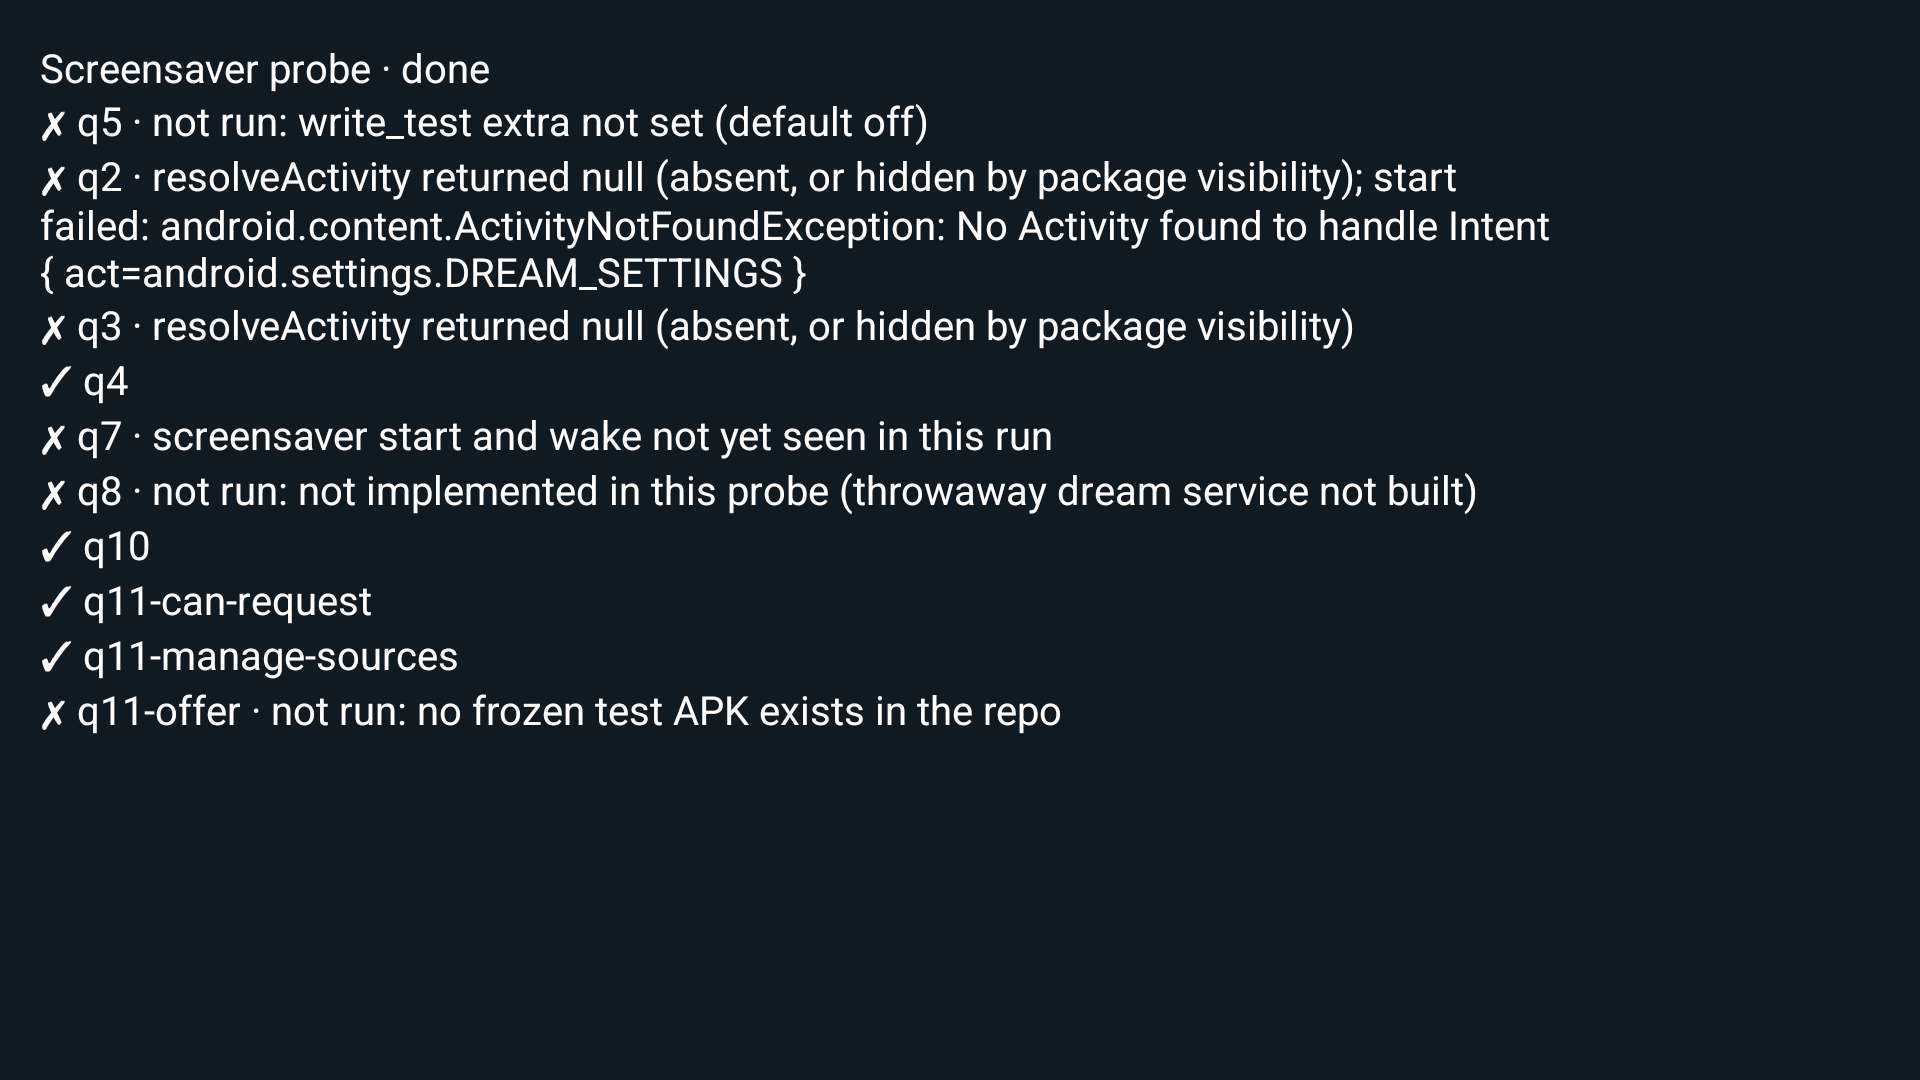 Screensaver probe · done
✗ q5 · not run: write_test extra not set (default off)
✗ q2 · resolveActivity returned null (absent, or hidden by package visibility); start
failed: android.content.ActivityNotFoundException: No Activity found to handle Intent
{ act=android.settings.DREAM_SETTINGS }
✗ q3 · resolveActivity returned null (absent, or hidden by package visibility)
✓ q4
✗ q7 · screensaver start and wake not yet seen in this run
✗ q8 · not run: not implemented in this probe (throwaway dream service not built)
✓ q10
✓ q11-can-request
✓ q11-manage-sources
✗ q11-offer · not run: no frozen test APK exists in the repo